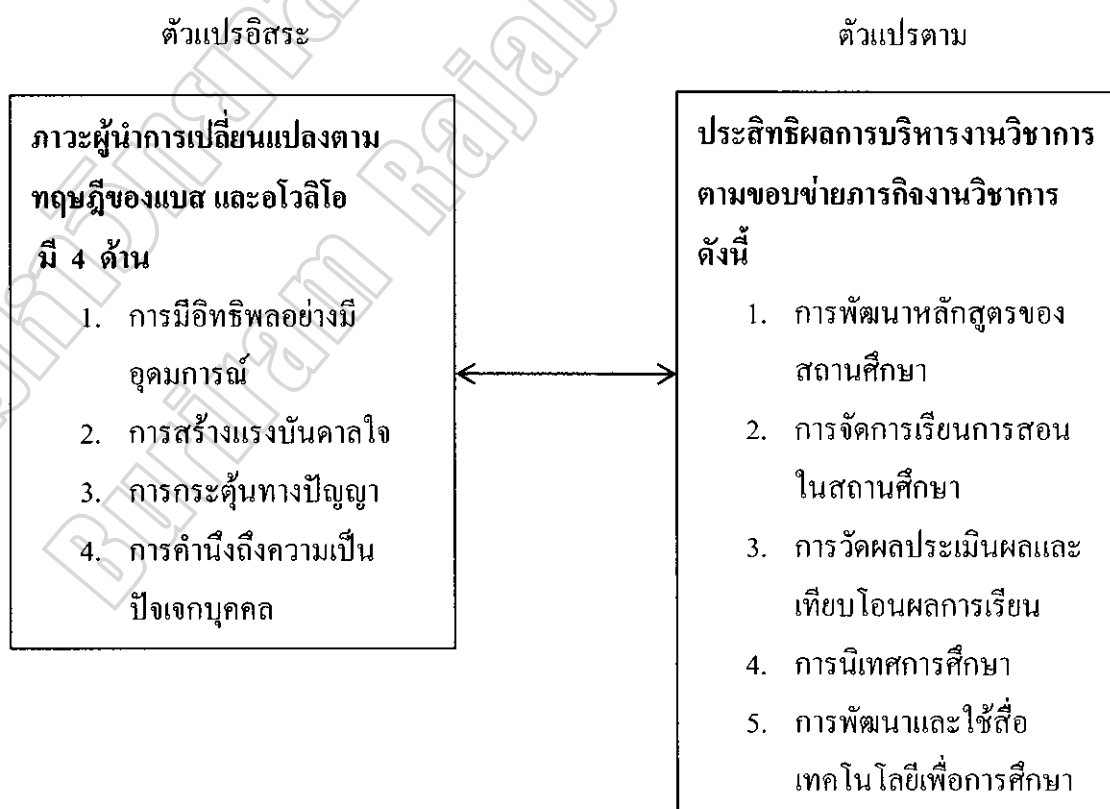 ตัวแปรอิสระ
ภาวะผู้นำการเปลี่ยนแปลงตาม
ทฤษฎีของแบส และอโวลิโอ
มี 4 ด้าน
1. การมีอิทธิพลอย่างมี
อุดมการณ์
2. การสร้างแรงบันดาลใจ
3. การกระตุ้นทางปัญญา
4. การคำนึงถึงความเป็น
ปัจเจกบุคคล
ตัวแปรตาม
ประสิทธิผลการบริหารงานวิชาการ
ตามขอบข่ายภารกิจงานวิชาการ
ดังนี้
1. การพัฒนาหลักสูตรของ
สถานศึกษา
2. การจัดการเรียนการสอน
ในสถานศึกษา
3. การวัดผลประเมินผลและ
เทียบโอนผลการเรียน
4. การนิเทศการศึกษา
5. การพัฒนาและใช้สื่อ
เทคโนโลยีเพื่อการศึกษา
Buriram Rajab